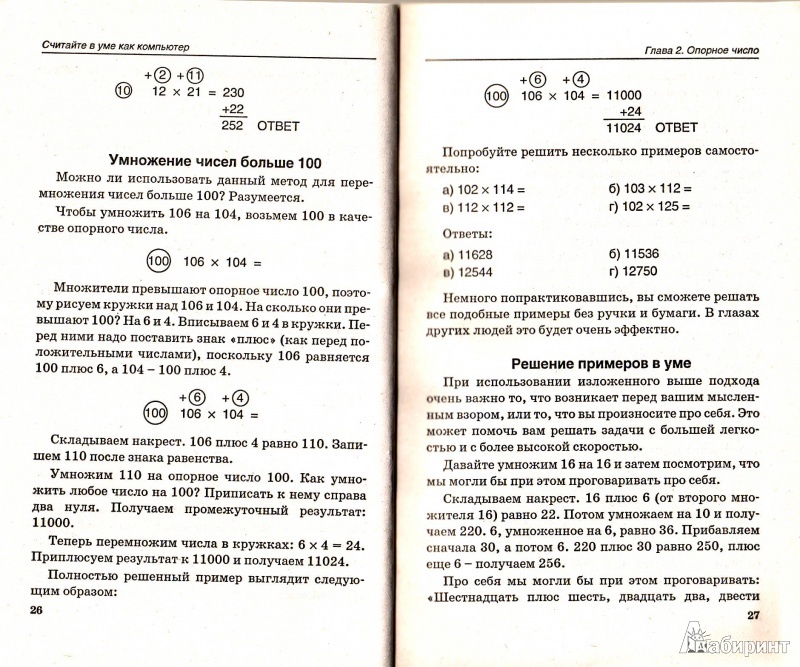 Считайте в уме как компьютер
+2 +11
10 12 × 21 = 230
+22
252 ОТВЕТ
Умножение чисел больше 100
Можно ли использовать данный метод для пере-
множения чисел больше 100? Разумеется.
Чтобы умножить 106 на 104, возьмем 100 в каче-
стве опорного числа.
100 106 × 104 =
Множители превышают опорное число 100, поэто-
му рисуем кружки над 106 и 104. На сколько они пре-
вышают 100? На 6 и 4. Вписываем 6 и 4 в кружки. Пе-
ред ними надо поставить знак «плюс» (как перед по-
ложительными числами), поскольку 106 равняется
100 плюс 6, а 104 – 100 плюс 4.
+6 +4
100 106 × 104 =
Складываем накрест. 106 плюс 4 равно 110. Запи-
шем 110 после знака равенства.
Умножим 110 на опорное число 100. Как умно-
жить любое число на 100? Приписать к нему справа
два нуля. Получаем промежуточный результат:
11000.
Теперь перемножим числа в кружках: 6 × 4 = 24.
Приплюсуем результат к 11000 и получаем 11024.
Полностью решенный пример выглядит следую-
щим образом:
26
Глава 2. Опорное число
+6 +4
100 106 × 104 = 11000
+24
11024 ОТВЕТ
Попробуйте решить несколько примеров самосто-
ятельно:
а) 102 × 114 = б) 103 × 112 =
в) 112 × 112 = г) 102 × 125 =
Ответы:
а) 11628 б) 11536
в) 12544 г) 12750
Немного попрактиковавшись, вы сможете решать
все подобные примеры без ручки и бумаги. В глазах
других людей это будет очень эффектно.
Решение примеров в уме
При использовании изложенного выше подхода
очень важно то, что возникает перед вашим мыслен-
ным взором, или то, что вы произносите про себя. Это
может помочь вам решать задачи с большей легко-
стью и с более высокой скоростью.
Давайте умножим 16 на 16 и затем посмотрим, что
мы могли бы при этом проговаривать про себя.
Складываем накрест. 16 плюс 6 (от второго мно-
жителя 16) равно 22. Потом умножаем на 10 и полу-
чаем 220. 6, умноженное на 6, равно 36. Прибавляем
сначала 30, а потом 6. 220 плюс 30 равно 250, плюс
еще 6 – получаем 256.
Про себя мы могли бы при этом проговаривать:
«Шестнадцать плюс шесть, двадцать два, двести
27
Лабиринт